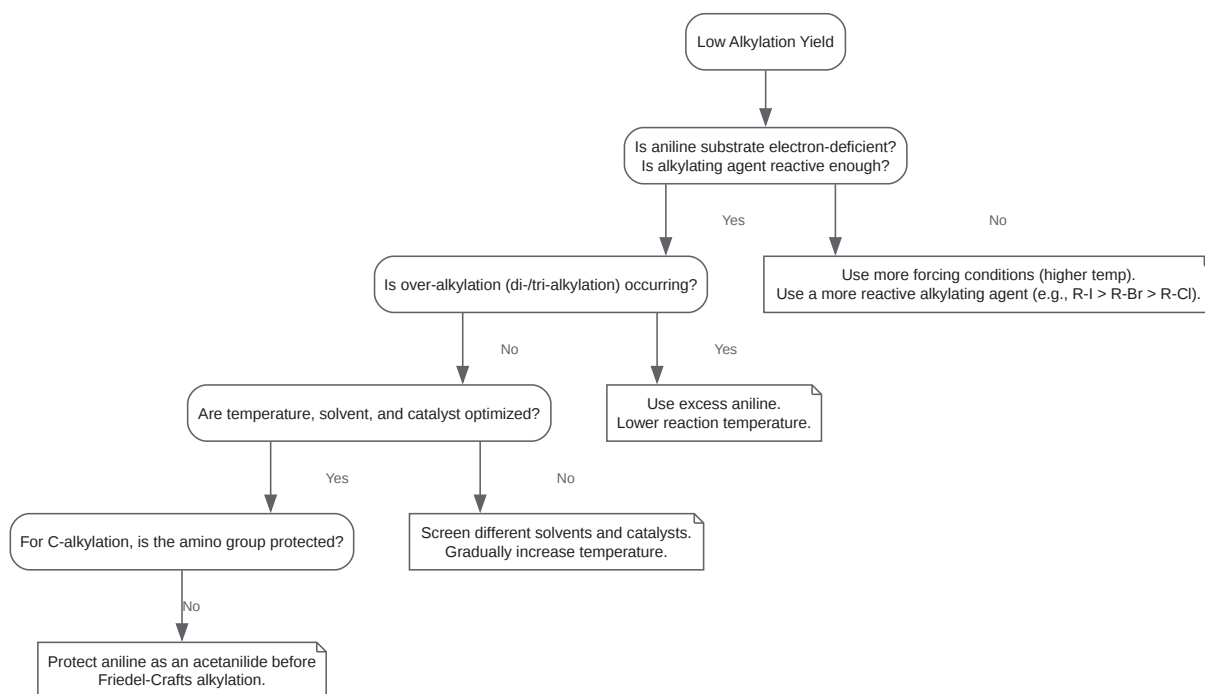 Low Alkylation Yield
Is aniline substrate electron-deficient?
Is alkylating agent reactive enough?
Yes
No
Is over-alkylation (di-/tri-alkylation) occurring?
Use more forcing conditions (higher temp).
Use a more reactive alkylating agent (e.g., R-I > R-Br > R-Cl).
No
Yes
Are temperature, solvent, and catalyst optimized?
Use excess aniline.
Lower reaction temperature.
Yes
No
For C-alkylation, is the amino group protected?
Screen different solvents and catalysts.
Gradually increase temperature.
No
Protect aniline as an acetanilide before
Friedel-Crafts alkylation.